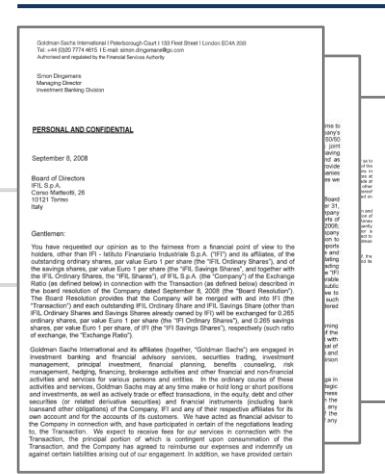 Goldman Sachs International | Peterborough Court | 133 Fleet Street | London EC4A 2BB
Tel: +44 (0)20 7774 4615 | E-mail: simon.dingemans@gs.com
Authorised and regulated by the Financial Services Authority
Simon Dingemans
Managing Director
Investment Banking Division
PERSONAL AND CONFIDENTIAL
September 8, 2008
Board of Directors
IFIL S.p.A.
Corso Matteotti, 26
10121 Torino
Italy
Gentlemen:
You have requested our opinion as to the fairness from a financial point of view to the
holders, other than IFI - Istituto Finanziario Industriale S.p.A. ("IFI") and its affiliates, of the
outstanding ordinary shares, par value Euro 1 per share (the "IFIL Ordinary Shares"), and of
the savings shares, par value Euro 1 per share (the "IFIL Savings Shares", and together with
the IFIL Ordinary Shares, the "IFIL Shares"), of IFIL S.p.A. (the "Company") of the Exchange
Ratio (as defined below) in connection with the Transaction (as defined below) described in
the board resolution of the Company dated September 8, 2008 (the "Board Resolution").
The Board Resolution provides that the Company will be merged with and into IFI (the
"Transaction") and each outstanding IFIL Ordinary Share and IFIL Savings Share (other than
IFIL Ordinary Shares and Savings Shares already owned by IFI) will be exchanged for 0.265
ordinary shares, par value Euro 1 per share (the "IFI Ordinary Shares"), and 0.265 savings
shares, par value Euro 1 per share, of IFI (the "IFI Savings Shares"), respectively (such ratio
of exchange, the "Exchange Ratio").
Goldman Sachs International and its affiliates (together, "Goldman Sachs") are engaged in
investment banking and financial advisory services, securities trading, investment
management, principal investment, financial planning, benefits counseling, risk
management, hedging, financing, brokerage activities and other financial and non-financial
activities and services for various persons and entities. In the ordinary course of these
activities and services, Goldman Sachs may at any time make or hold long or short positions
and investments, as well as actively trade or effect transactions, in the equity, debt and other
securities (or related derivative securities) and financial instruments (including bank
loansand other obligations) of the Company, IFI and any of their respective affiliates for its
own account and for the accounts of its customers. We have acted as financial advisor to
the Company in connection with, and have participated in certain of the negotiations leading
to, the Transaction. We expect to receive fees for our services in connection with the
Transaction, the principal portion of which is contingent upon consummation of the
Transaction, and the Company has agreed to reimburse our expenses and indemnify us
against certain liabilities arising out of our engagement. In addition, we have provided certain